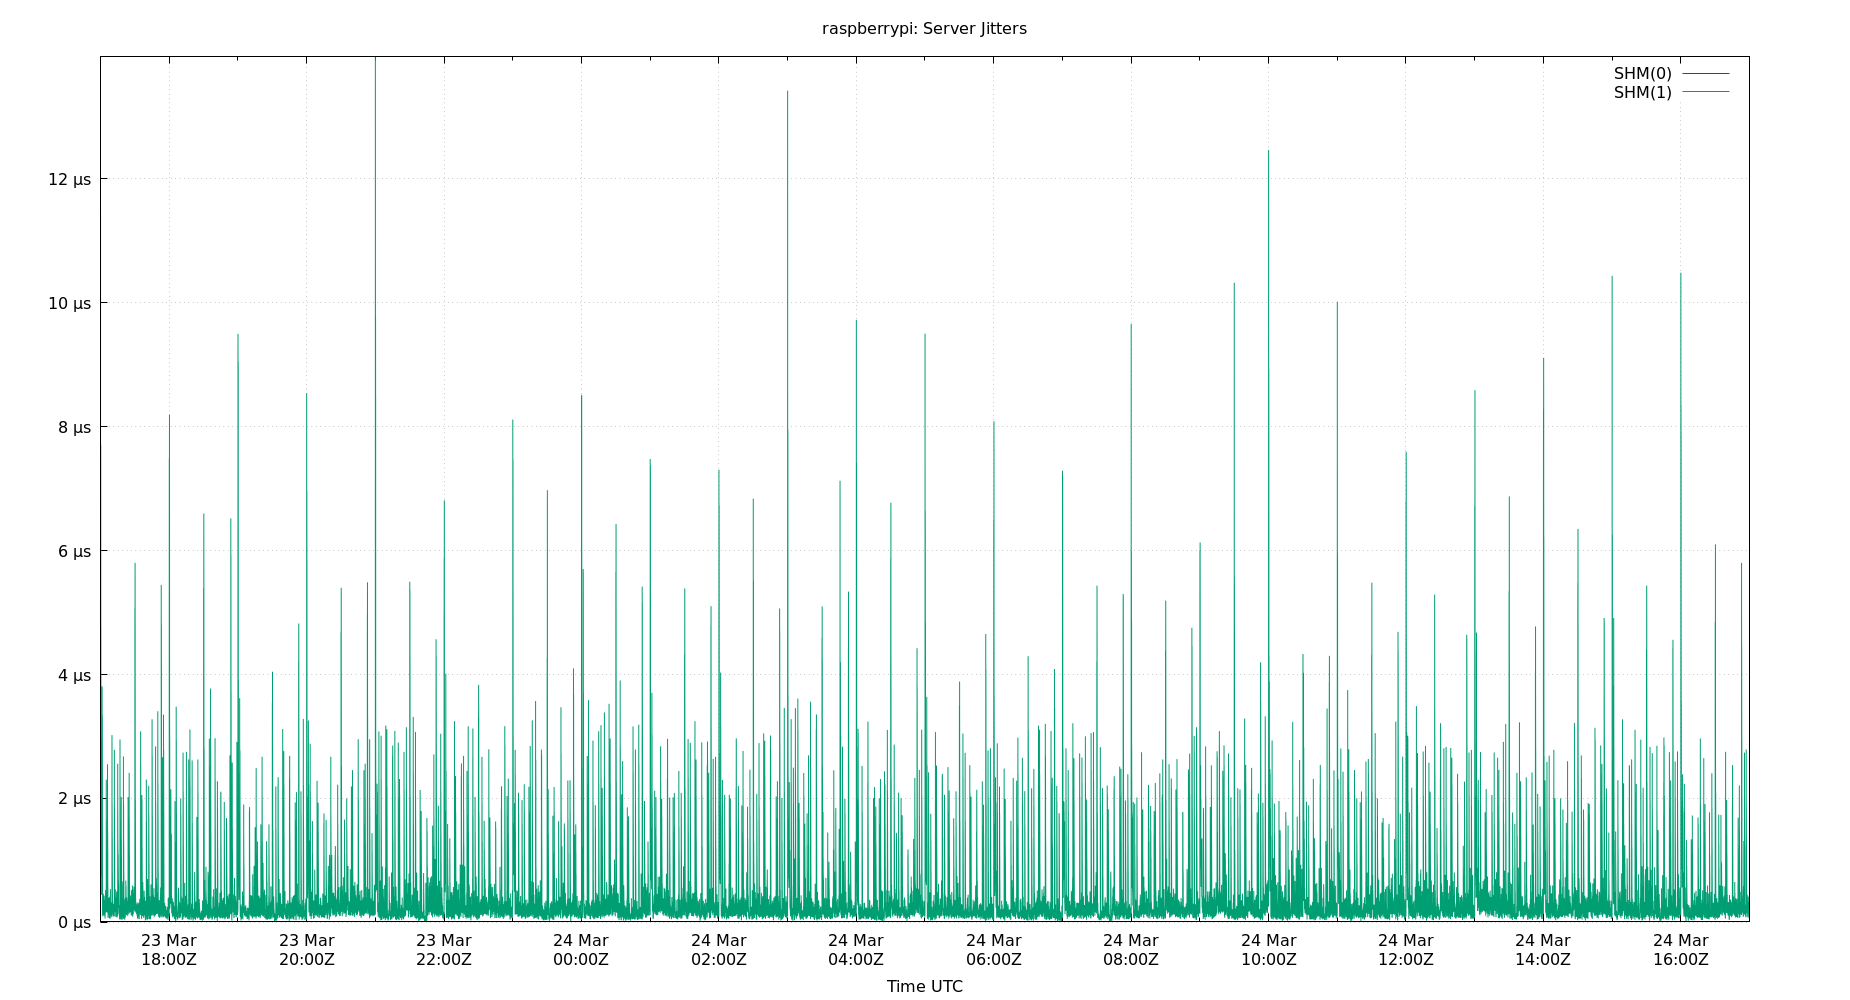 raspberrypi: Server Jitters
SHM(0)
SHM(1)
12 µs
10 µs
8 µs
6 µs
4 µs
2 µs
0 µs
23 Mar 23 Mar 23 Mar 24 Mar 24 Mar 24 Mar 24 Mar 24 Mar 24 Mar 24 Mar 24 Mar 24 Mar
18:00Z 20:00Z 22:00Z 00:00Z 02:00Z 04:00Z 06:00Z 08:00Z 10:00Z 12:00Z 14:00Z 16:00Z
Time UTC